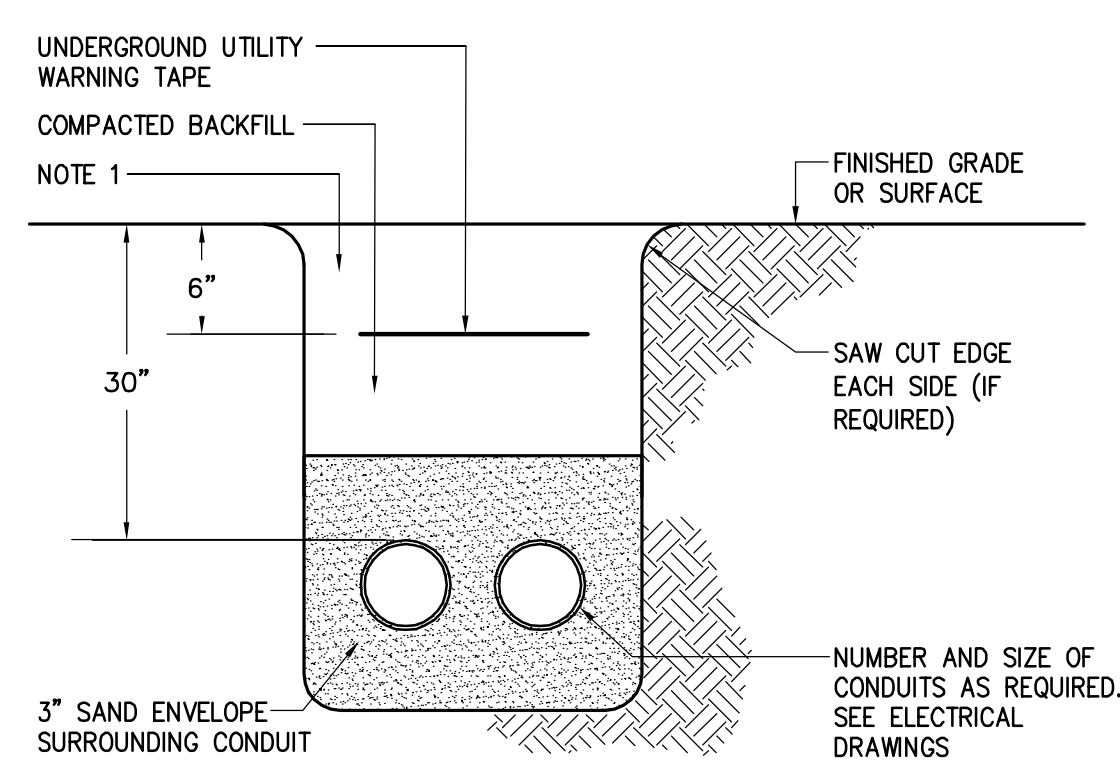 UNDERGROUND UTILITY
WARNING TAPE
COMPACTED BACKFILL
NOTE 1
FINISHED GRADE
OR SURFACE
6"
30"
SAW CUT EDGE
EACH SIDE (IF
REQUIRED)
3" SAND ENVELOPE
SURROUNDING CONDUIT
NUMBER AND SIZE OF
CONDUITS AS REQUIRED.
SEE ELECTRICAL
DRAWINGS